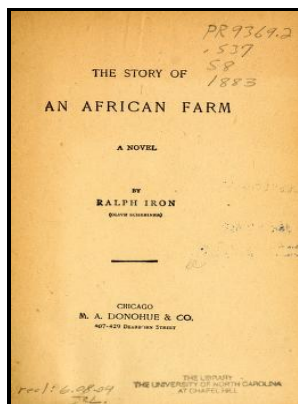 PR9369.2
.S37
S8
1883
THE STORY OF
AN AFRICAN FARM
A NOVEL
BY
RALPH IRON
(OLIVE SCHREINER)
CHICAGO
M. A. DONOHUE & CO.
407-429 DEARBORN STREET
THE LIBRARY
THE UNIVERSITY OF NORTH CAROLINA
AT CHAPEL HILL